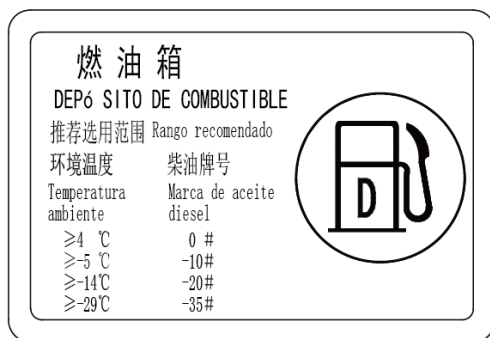 燃油箱
DEPó SITO DE COMBUSTIBLE
推荐选用范围 Rango recomendado
环境温度 柴油牌号
Temperatura Marca de aceite
ambiente diesel
≥4 ℃ 0 #
≥-5 ℃ -10#
≥-14℃ -20#
≥-29℃ -35#
D